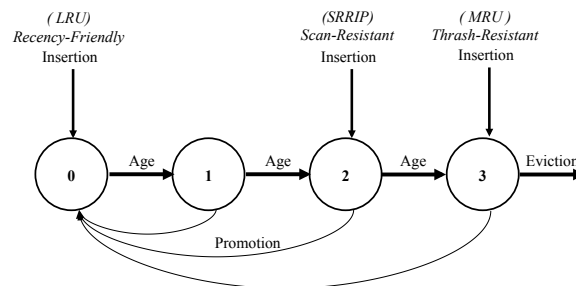 (LRU)
Recency-Friendly
Insertion
(SRRIP)
Scan-Resistant
Insertion
(MRU)
Thrash-Resistant
Insertion
0
Age
1
Age
2
Age
3
Eviction
Promotion